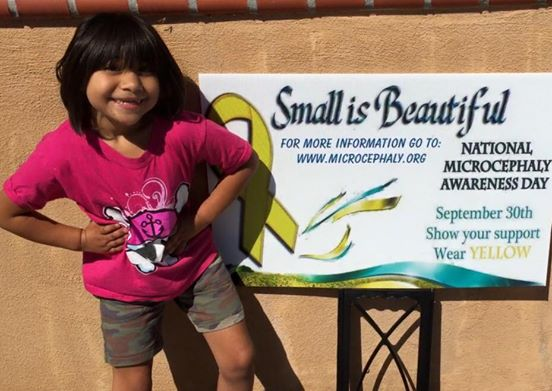 Small is Beautiful
FOR MORE INFORMATION GO TO:
WWW.MICROCEPHALY.ORG
NATIONAL
MICROCEPHALY
AWARENESS DAY
September 30th
Show your support
Wear YELLOW